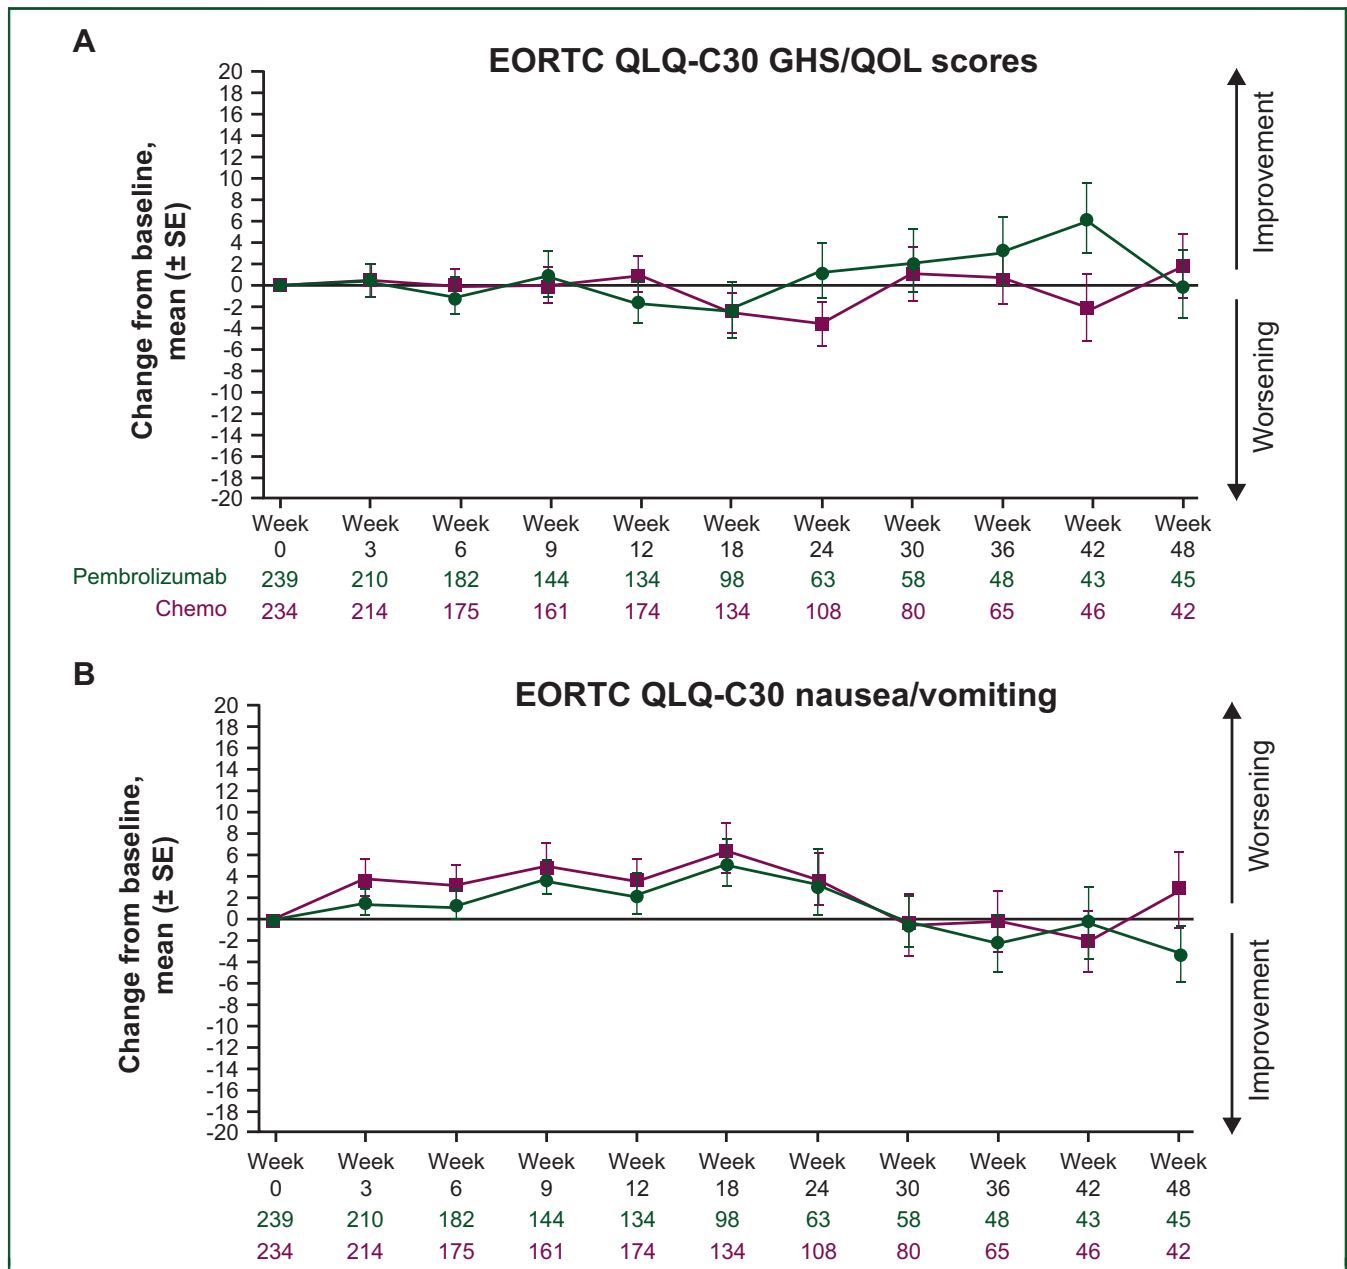 A
EORTC QLQ-C30 GHS/QOL scores
Change from baseline,
mean (± SE)
20
18
16
14
12
10
8
6
4
2
0
-2
-4
-6
-8
-10
-12
-14
-16
-18
-20
Improvement
Worsening
Week Week Week Week Week Week Week Week Week Week Week
0 3 6 9 12 18 24 30 36 42 48
Pembrolizumab 239 210 182 144 134 98 63 58 48 43 45
Chemo 234 214 175 161 174 134 108 80 65 46 42
B
EORTC QLQ-C30 nausea/vomiting
Change from baseline,
mean (± SE)
20
18
16
14
12
10
8
6
4
2
0
-2
-4
-6
-8
-10
-12
-14
-16
-18
-20
Worsening
Improvement
Week Week Week Week Week Week Week Week Week Week Week
0 3 6 9 12 18 24 30 36 42 48
239 210 182 144 134 98 63 58 48 43 45
234 214 175 161 174 134 108 80 65 46 42